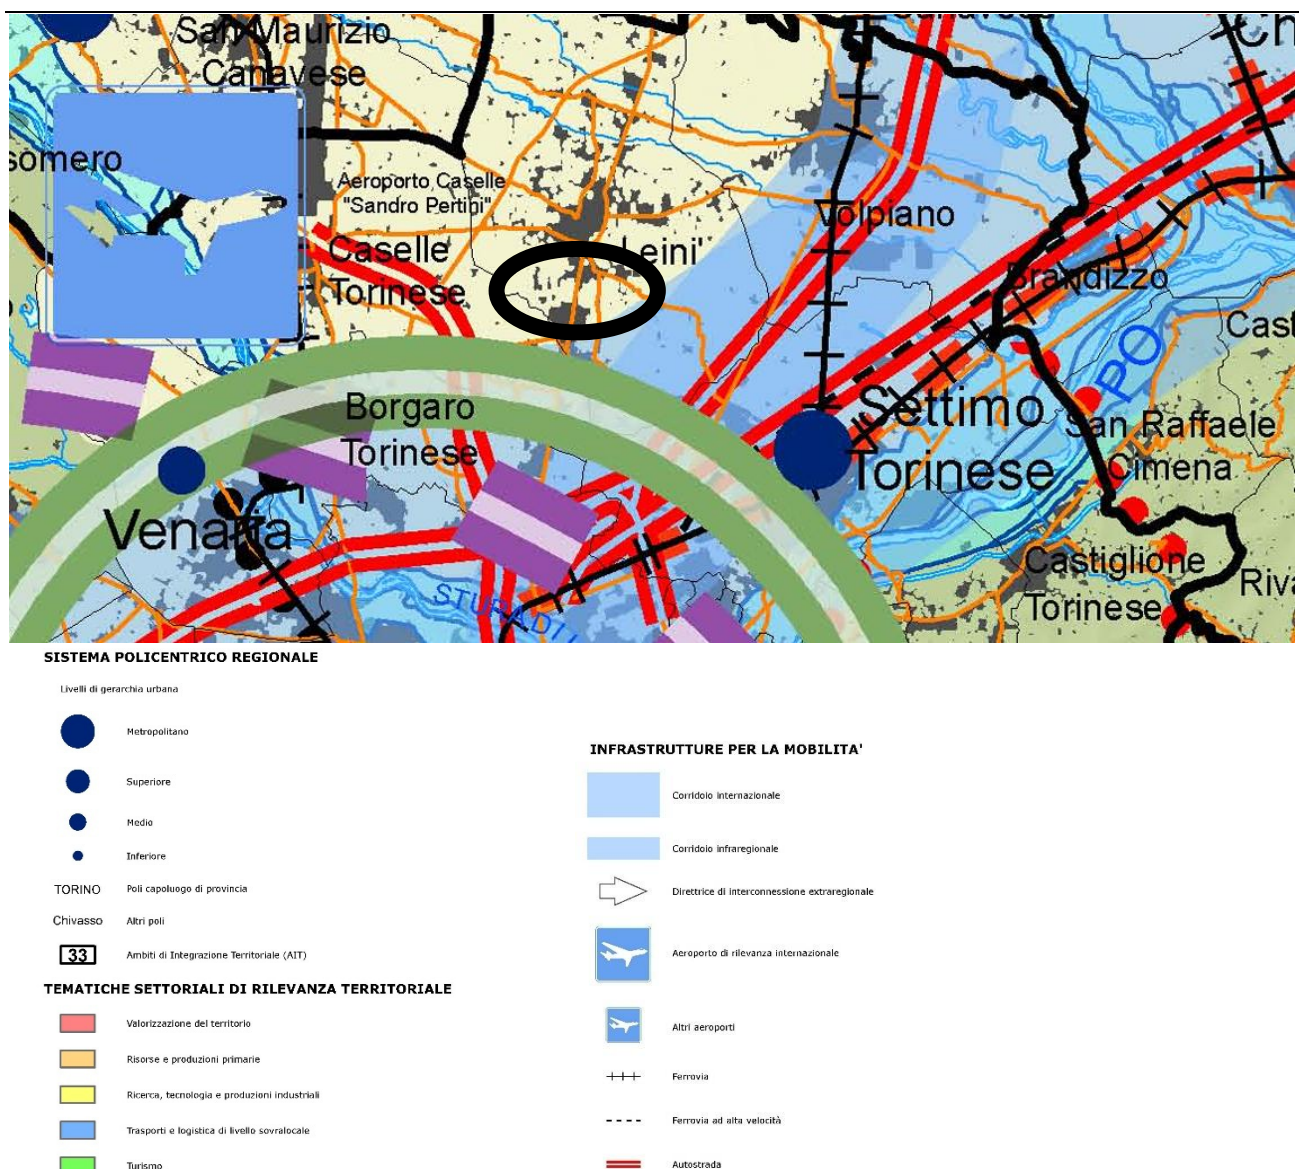 San Maurizio
Canavese
somero
Aeroporto Caselle
"Sandro Pertini"
Caselle
Torinese
Leini'
Volpiano
Brandizzo
Cast
PO
Borgaro
Torinese
Settimo
Torinese
San Raffaele
Cimena
Venaria
STURA DI
Castiglione
Torinese
Riva
SISTEMA POLICENTRICO REGIONALE
Livelli di gerarchia urbana
Metropolitano
Superiore
Medio
Inferiore
TORINO Poli capoluogo di provincia
Chivasso Altri poli
33 Ambiti di Integrazione Territoriale (AIT)
TEMATICHE SETTORIALI DI RILEVANZA TERRITORIALE
Valorizzazione del territorio
Risorse e produzioni primarie
Ricerca, tecnologia e produzioni industriali
Trasporti e logistica di livello sovralocale
Turismo
INFRASTRUTTURE PER LA MOBILITA'
Corridoio internazionale
Corridoio infraregionale
Direttrice di interconnessione extraregionale
Aeroporto di rilevanza internazionale
Altri aeroporti
Ferrovia
Ferrovia ad alta velocità
Autostrada